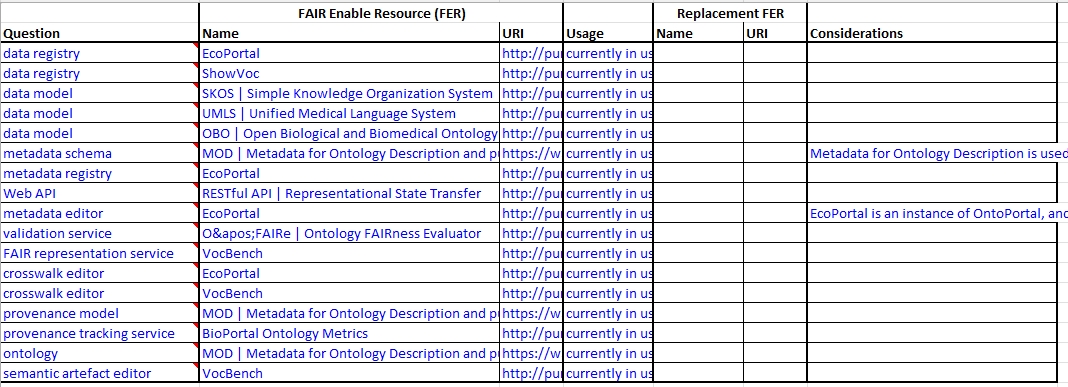 FAIR Enable Resource (FER) Replacement FER
Question Name URI Usage Name URI Considerations
data registry EcoPortal http://pu currently in us
data registry ShowVoc http://pu currently in us
data model SKOS | Simple Knowledge Organization System http://pu currently in us
data model UMLS | Unified Medical Language System http://pu currently in us
data model OBO | Open Biological and Biomedical Ontology http://pu currently in us
metadata schema MOD | Metadata for Ontology Description and p https://w currently in us Metadata for Ontology Description is used
metadata registry EcoPortal http://pu currently in us
Web API RESTful API | Representational State Transfer http://pu currently in us
metadata editor EcoPortal http://pu currently in us EcoPortal is an instance of OntoPortal, and
validation service O&apos;FAIRe | Ontology FAIRness Evaluator http://pu currently in us
FAIR representation service VocBench http://pu currently in us
crosswalk editor EcoPortal http://pu currently in us
crosswalk editor VocBench http://pu currently in us
provenance model MOD | Metadata for Ontology Description and p https://w currently in us
provenance tracking service BioPortal Ontology Metrics http://pu currently in us
ontology MOD | Metadata for Ontology Description and p https://w currently in us
semantic artefact editor VocBench http://pu currently in us